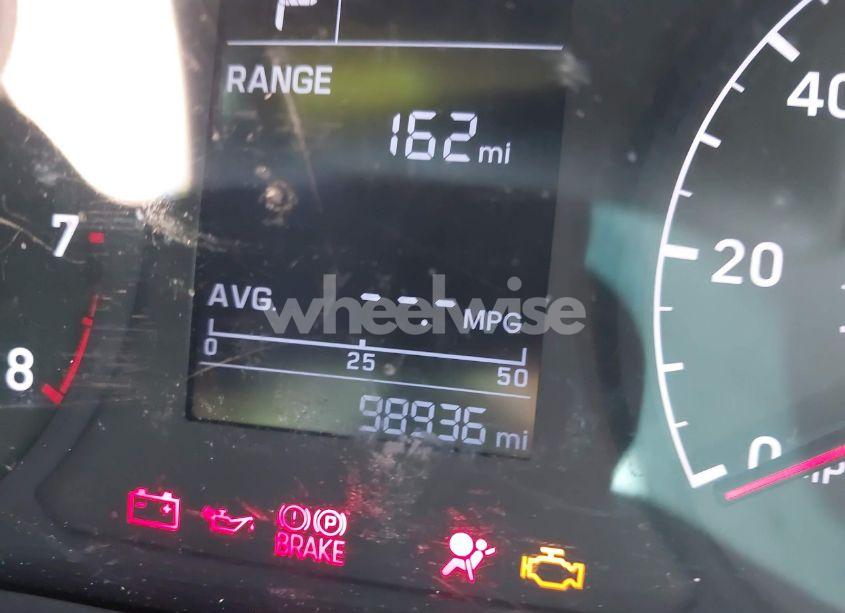 P
RANGE
162 mi
40
7
20
AVG. --.- MPG
wheelwise
0 25 50
8
98936 mi
0
BRAKE